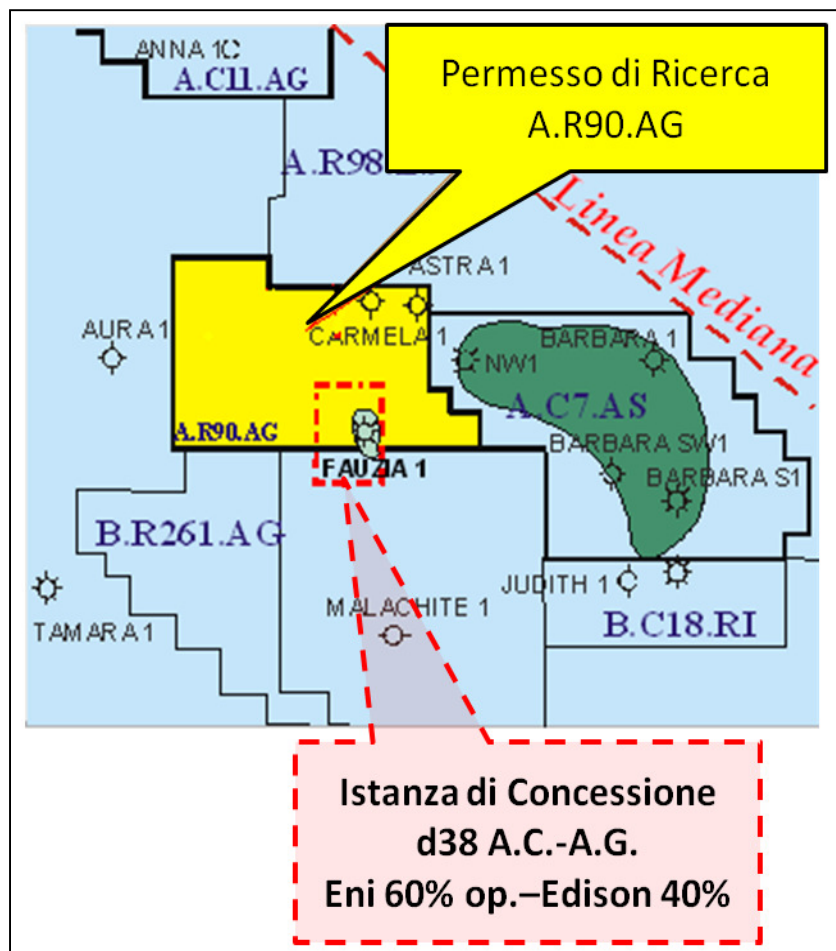 ANNA 1C
A.C11.AG
Permesso di Ricerca
A.R90.AG
A.R98.
Linea Mediana
ASTRA 1
AURA 1
CARMELA 1
NW1
BARBARA 1
A.C7.AS
A.R90.AG
BARBARA SW1
FAUZIA 1
BARBARA S1
B.R261.AG
JUDITH 1
MALACHITE 1
TAMARA 1
B.C18.RI
Istanza di Concessione
d38 A.C.-A.G.
Eni 60% op.–Edison 40%